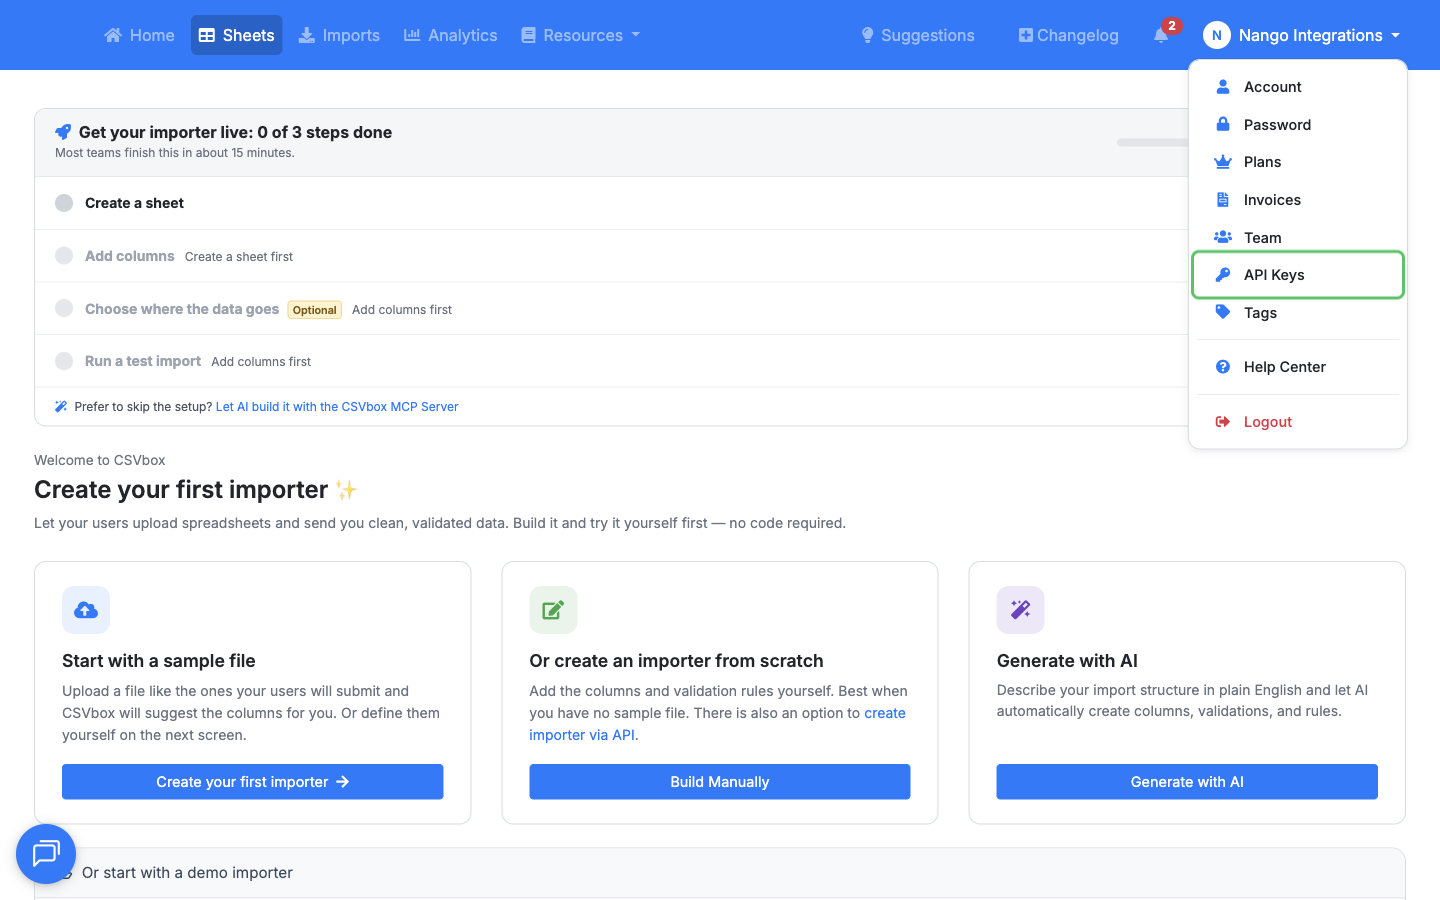 Home
Sheets
Imports
Analytics
Resources
Suggestions
Changelog
2
N
Nango Integrations
Account
Password
Plans
Invoices
Team
API Keys
Tags
Help Center
Logout
Get your importer live: 0 of 3 steps done
Most teams finish this in about 15 minutes.
Create a sheet
Add columns Create a sheet first
Choose where the data goes Optional Add columns first
Run a test import Add columns first
Prefer to skip the setup? Let AI build it with the CSVbox MCP Server
Welcome to CSVbox
Create your first importer ✨
Let your users upload spreadsheets and send you clean, validated data. Build it and try it yourself first — no code required.
Start with a sample file
Upload a file like the ones your users will submit and
CSVbox will suggest the columns for you. Or define them
yourself on the next screen.
Create your first importer →
Or create an importer from scratch
Add the columns and validation rules yourself. Best when
you have no sample file. There is also an option to create
importer via API.
Build Manually
Generate with AI
Describe your import structure in plain English and let AI
automatically create columns, validations, and rules.
Generate with AI
Or start with a demo importer